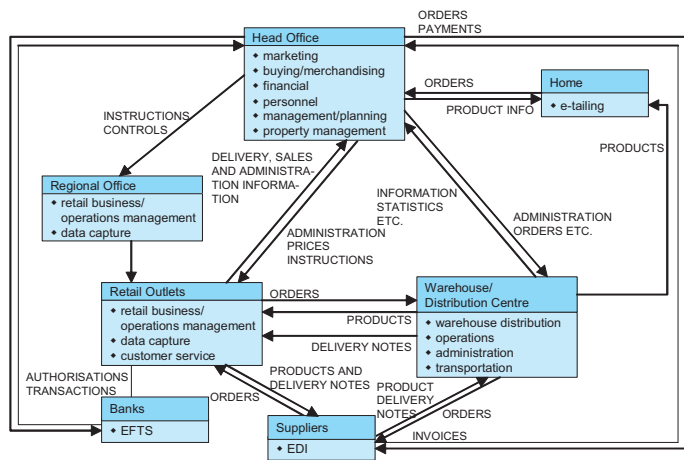 ORDERS
PAYMENTS
Head Office
◆ marketing
◆ buying/merchandising
◆ financial
◆ personnel
◆ management/planning
◆ property management
ORDERS
PRODUCT INFO
Home
◆ e-tailing
PRODUCTS
INSTRUCTIONS
CONTROLS
DELIVERY, SALES
AND ADMINISTRA-
TION INFORMA-
TION
INFORMATION
STATISTICS
ETC.
ADMINISTRATION
ORDERS ETC.
Regional Office
◆ retail business/
operations management
◆ data capture
ADMINISTRATION
PRICES
INSTRUCTIONS
Retail Outlets
◆ retail business/
operations management
◆ data capture
◆ customer service
ORDERS
PRODUCTS
DELIVERY NOTES
Warehouse/
Distribution Centre
◆ warehouse distribution
◆ operations
◆ administration
◆ transportation
AUTHORISATIONS
TRANSACTIONS
PRODUCTS AND
DELIVERY NOTES
ORDERS
PRODUCT
DELIVERY
NOTES
ORDERS
Banks
◆ EFTS
Suppliers
◆ EDI
INVOICES